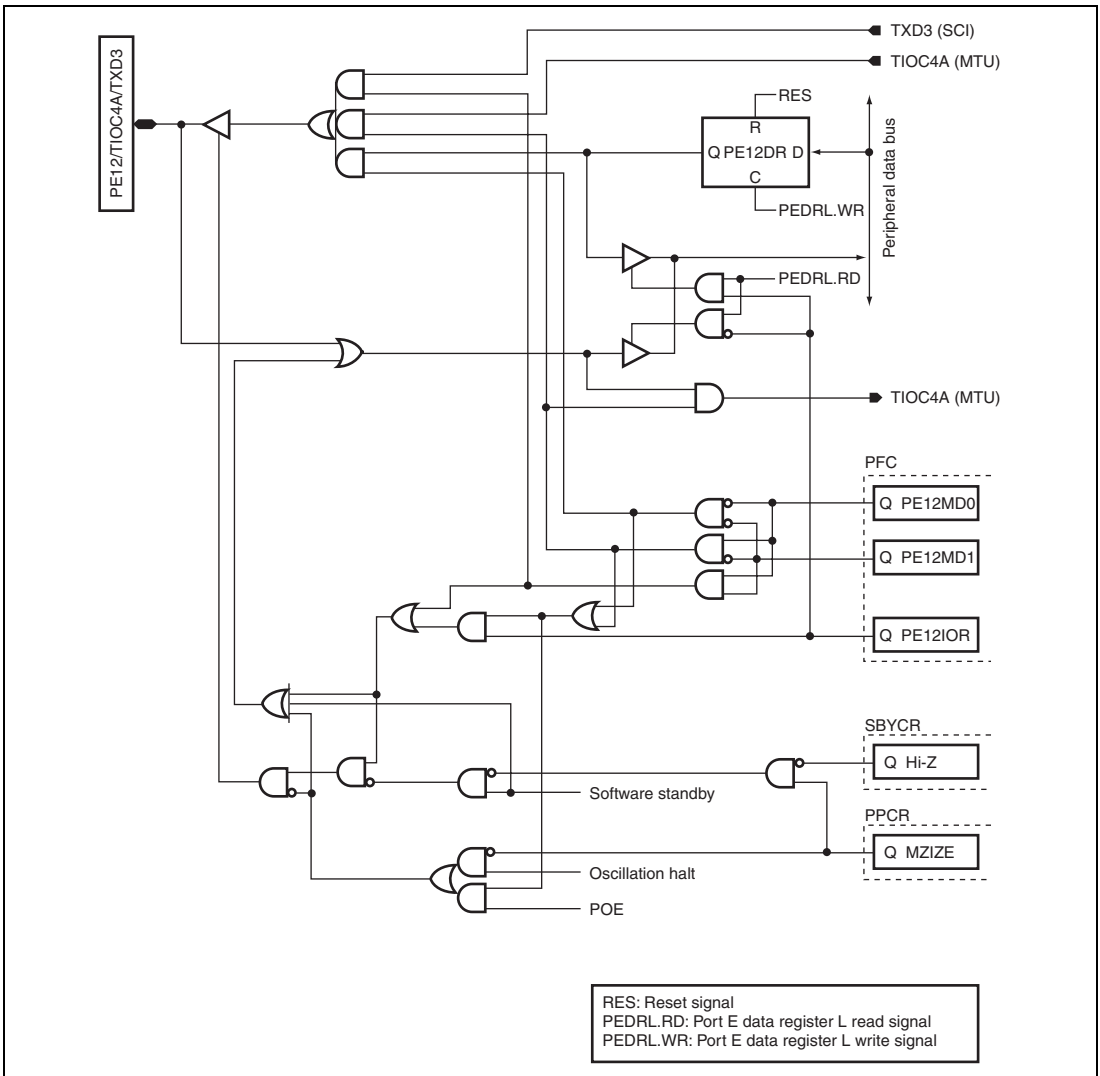 TXD3 (SCI)
TIOC4A (MTU)
PE12/TIOC4A/TXD3
RES
R
Q PE12DR D
C
PEDRL.WR
Peripheral data bus
PEDRL.RD
TIOC4A (MTU)
PFC
Q PE12MD0
Q PE12MD1
Q PE12IOR
SBYCR
Q Hi-Z
Software standby
PPCR
Q MZIZE
Oscillation halt
POE
RES: Reset signal
PEDRL.RD: Port E data register L read signal
PEDRL.WR: Port E data register L write signal